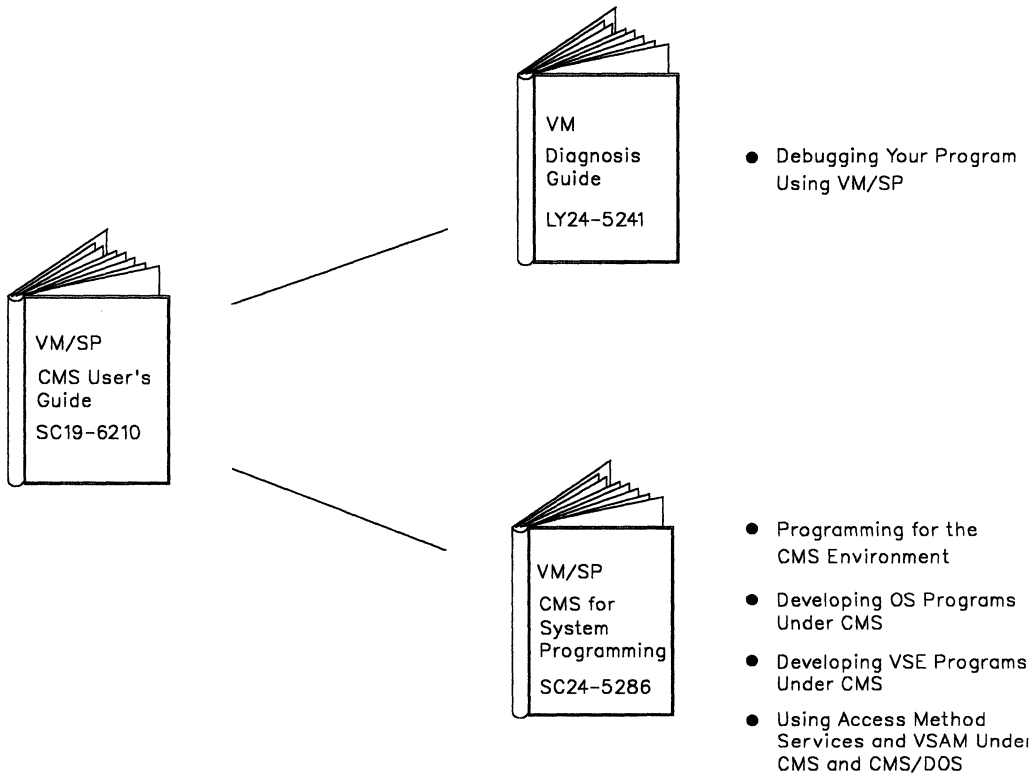 VM
Diagnosis
Guide
LY24-5241
● Debugging Your Program
Using VM/SP
VM/SP
CMS User's
Guide
SC19-6210
VM/SP
CMS for
System
Programming
SC24-5286
● Programming for the
CMS Environment
● Developing OS Programs
Under CMS
● Developing VSE Programs
Under CMS
● Using Access Method
Services and VSAM Under
CMS and CMS/DOS